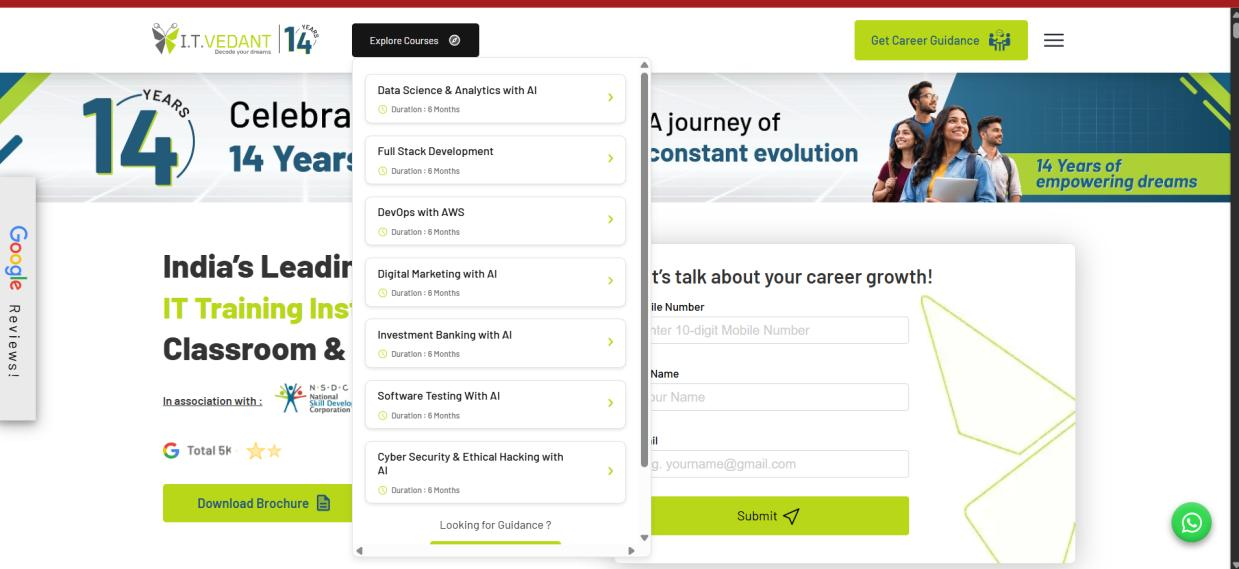 I.T.VEDANT
Decode your dreams
14 YEARS
Explore Courses
Get Career Guidance
14 YEARS
Celebra
14 Years
A journey of
constant evolution
14 Years of
empowering dreams
Data Science & Analytics with AI
Duration : 6 Months
Full Stack Development
Duration : 6 Months
DevOps with AWS
Duration : 6 Months
Digital Marketing with AI
Duration : 6 Months
Investment Banking with AI
Duration : 6 Months
Software Testing With AI
Duration : 6 Months
Cyber Security & Ethical Hacking with
AI
Duration : 6 Months
Looking for Guidance ?
Google Reviews!
India's Leadin
IT Training Inst
Classroom &
In association with :
N·S·D·C
National
Skill Develo
Corporation
Total 5K
Download Brochure
t's talk about your career growth!
ile Number
nter 10-digit Mobile Number
Name
our Name
il
g. yourname@gmail.com
Submit